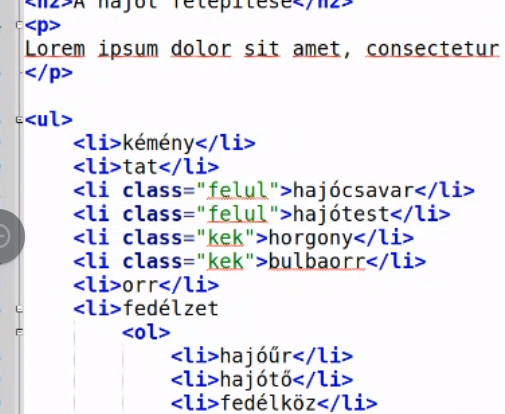 <h2>A hajót felépítése</h2>
<p>
Lorem ipsum dolor sit amet, consectetur
</p>
<ul>
<li>kémény</li>
<li>tat</li>
<li class="felul">hajócsavar</li>
<li class="felul">hajótest</li>
<li class="kek">horgony</li>
<li class="kek">bulbaorr</li>
<li>orr</li>
<li>fedélzet
<ol>
<li>hajóűr</li>
<li>hajótő</li>
<li>fedélköz</li>